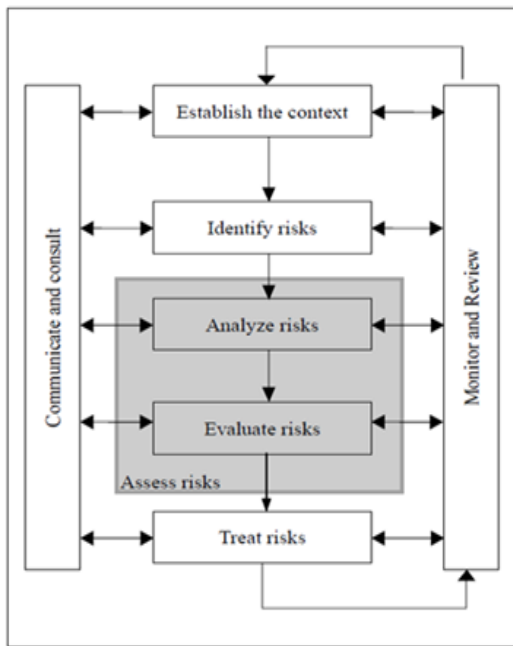 Establish the context
Identify risks
Analyze risks
Evaluate risks
Assess risks
Treat risks
Communicate and consult
Monitor and Review